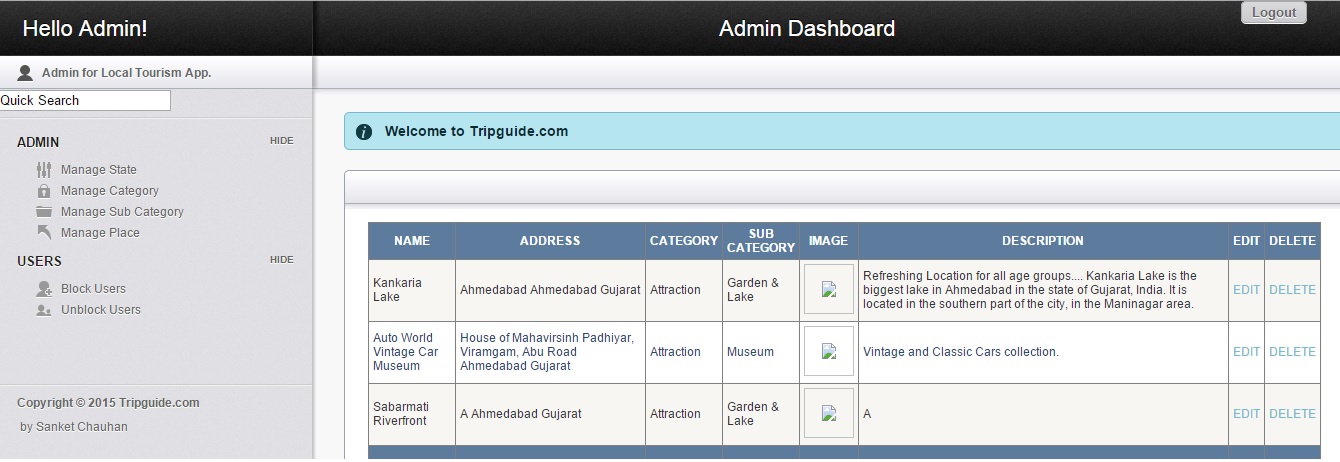 Hello Admin!
Admin Dashboard
Logout
Admin for Local Tourism App.
Quick Search
Welcome to Tripguide.com
ADMIN
HIDE
Manage State
Manage Category
Manage Sub Category
Manage Place
USERS
HIDE
Block Users
Unblock Users
Copyright © 2015 Tripguide.com
by Sanket Chauhan
NAME
ADDRESS
CATEGORY
SUB
CATEGORY
IMAGE
DESCRIPTION
EDIT
DELETE
Kankaria
Lake
Ahmedabad Ahmedabad Gujarat
Attraction
Garden &
Lake
Refreshing Location for all age groups.... Kankaria Lake is the
biggest lake in Ahmedabad in the state of Gujarat, India. It is
located in the southern part of the city, in the Maninagar area.
EDIT
DELETE
Auto World
Vintage Car
Museum
House of Mahavirsinh Padhiyar,
Viramgam, Abu Road
Ahmedabad Gujarat
Attraction
Museum
Vintage and Classic Cars collection.
EDIT
DELETE
Sabarmati
Riverfront
A Ahmedabad Gujarat
Attraction
Garden &
Lake
A
EDIT
DELETE